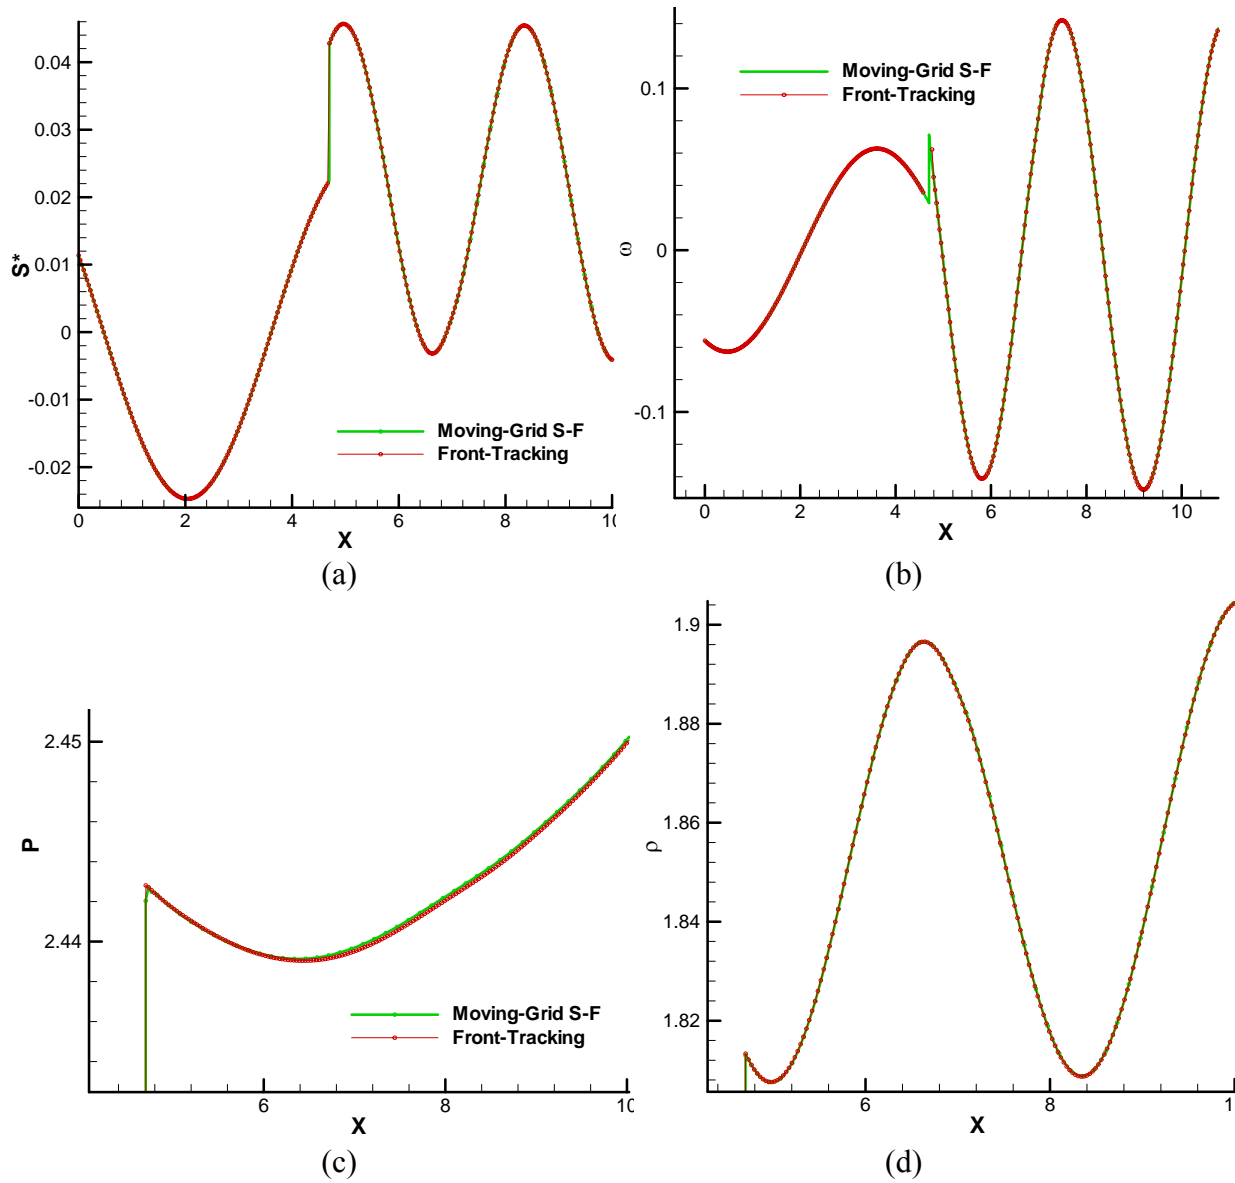 0.04
0.03
0.02
0.01
0
-0.01
-0.02
S*
Moving-Grid S-F
Front-Tracking
0 2 4 6 8 10
X
(a)
0.1
0
-0.1
ω
Moving-Grid S-F
Front-Tracking
0 2 4 6 8 10
X
(b)
2.45
2.44
P
Moving-Grid S-F
Front-Tracking
6 8 10
X
(c)
1.9
1.88
1.86
1.84
1.82
ρ
6 8 1
X
(d)